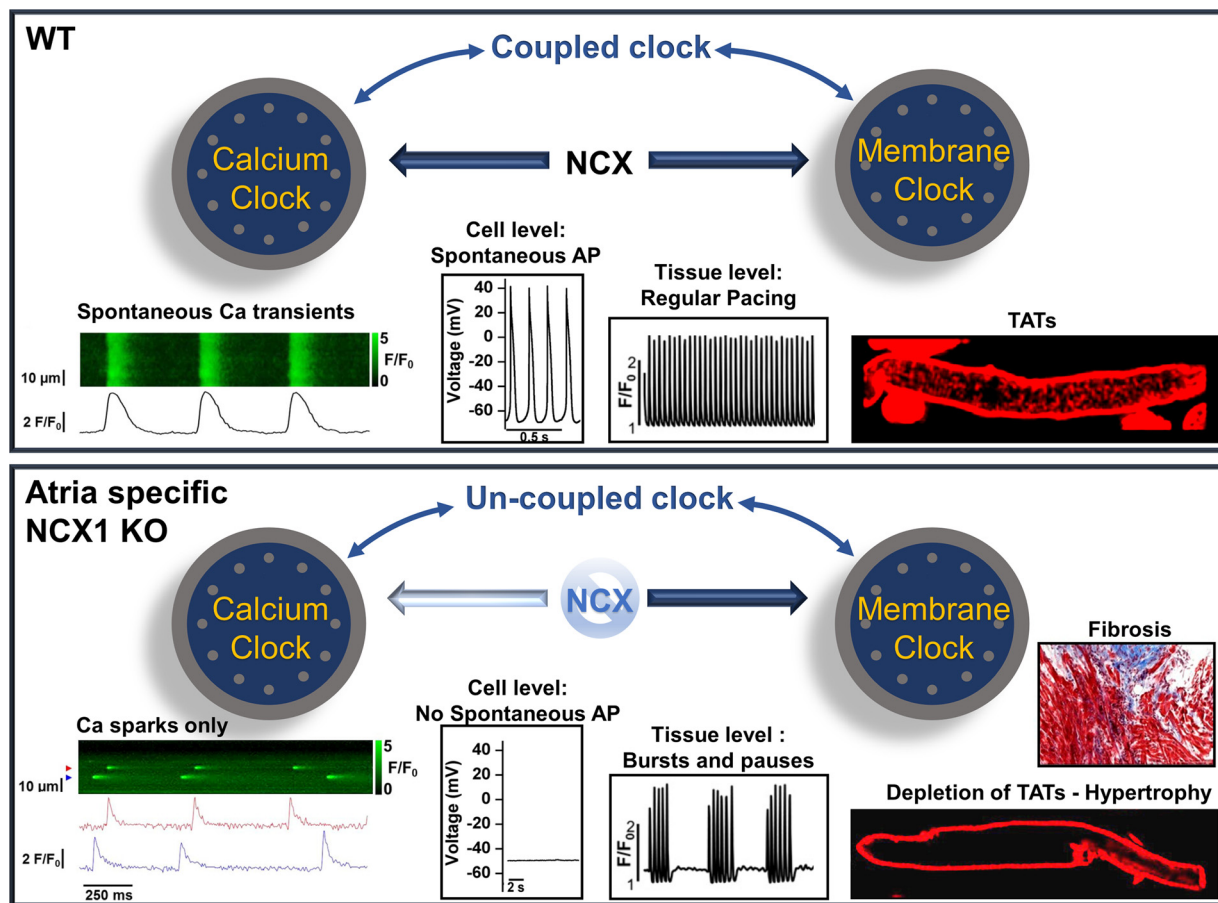 WT
Coupled clock
Calcium
Clock
NCX
Membrane
Clock
Spontaneous Ca transients
5
F/F0
0
10 µm
2 F/F0
Cell level:
Spontaneous AP
Voltage (mV)
40
20
0
-20
-40
-60
0.5 s
Tissue level:
Regular Pacing
F/F0
2
1
TATs
Atria specific
NCX1 KO
Un-coupled clock
Calcium
Clock
NCX
Membrane
Clock
Ca sparks only
5
F/F0
0
10 µm
2 F/F0
250 ms
Cell level:
No Spontaneous AP
Voltage (mV)
40
20
0
-20
-40
-60
2 s
Tissue level :
Bursts and pauses
F/F0
2
1
Fibrosis
Depletion of TATs - Hypertrophy